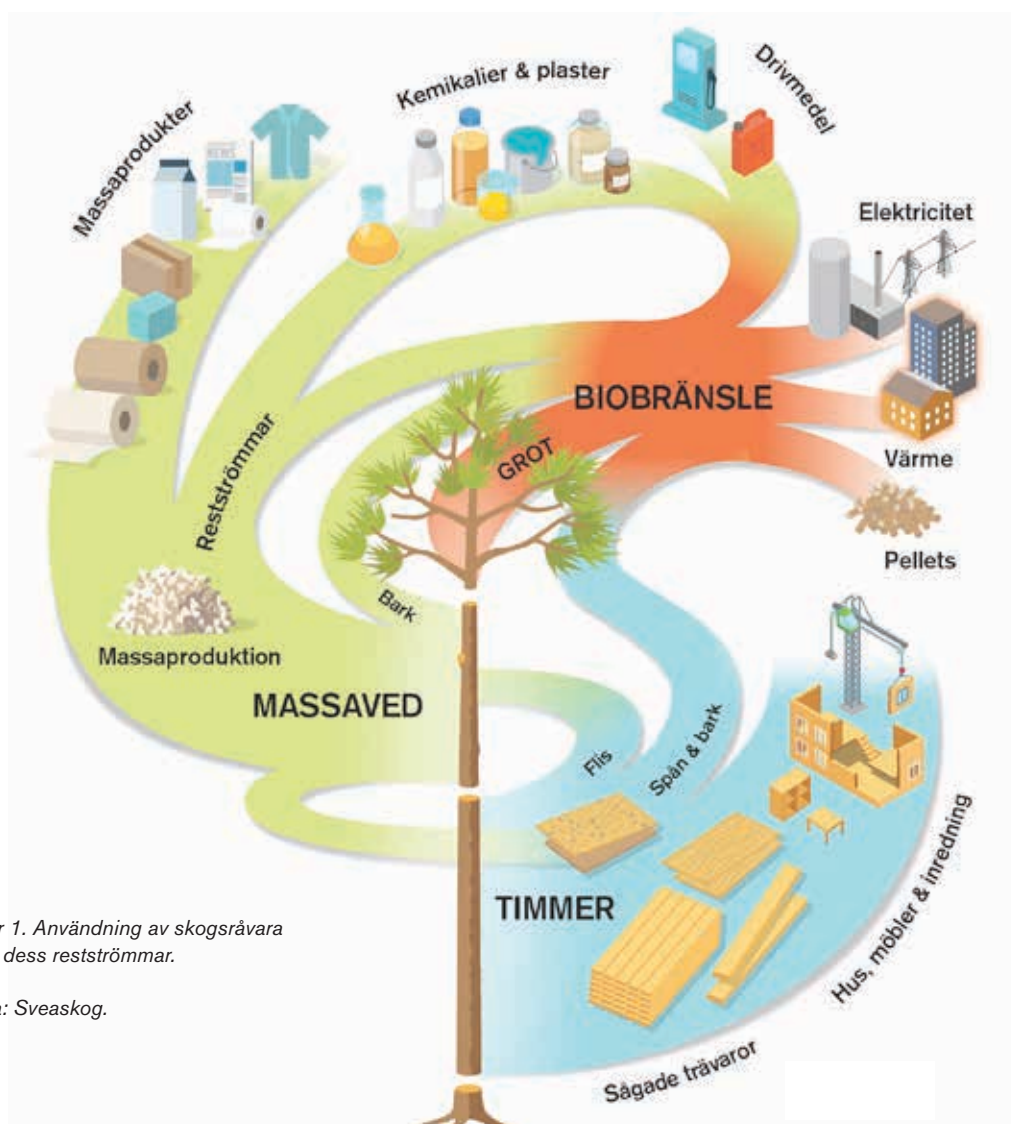 Massaprodukter
Kemikalier & plaster
Drivmedel
NEWS
Elektricitet
BIOBRÄNSLE
GROT
Värme
Restströmmar
Pellets
Bark
Massaproduktion
MASSAVED
Flis
Spån & bark
TIMMER
Hus, möbler & inredning
Sågade trävaror
r 1. Användning av skogsråvara
dess restströmmar.
: Sveaskog.